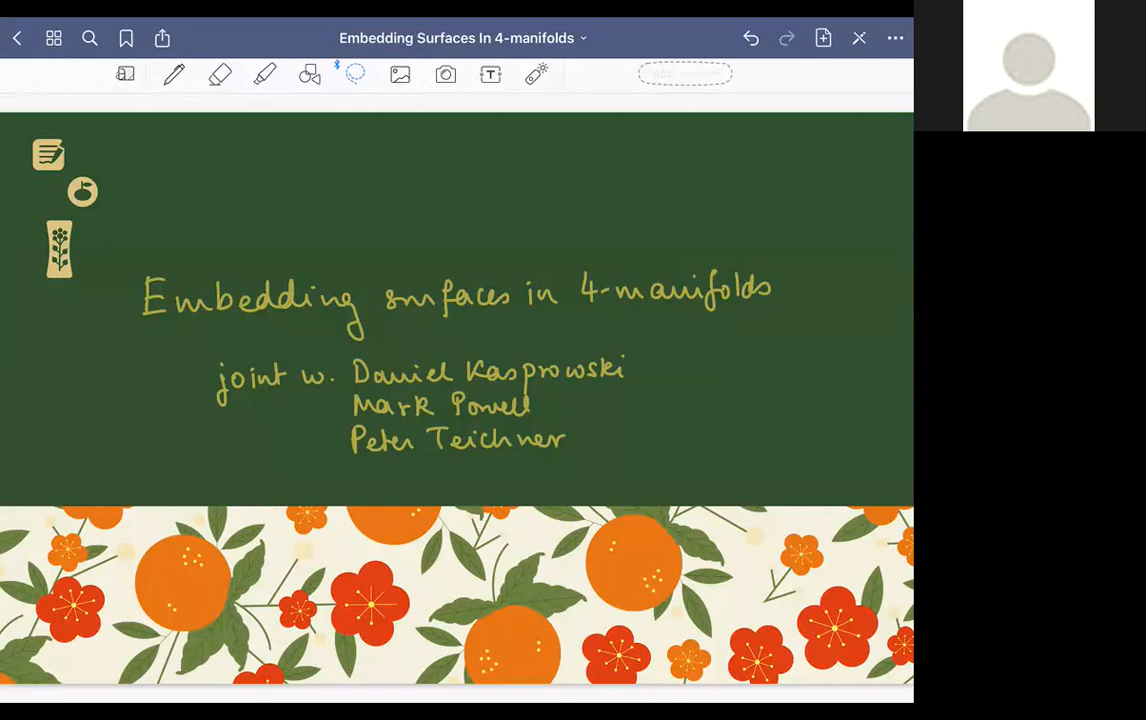 Embedding Surfaces In 4-manifolds
Embedding surfaces in 4-manifolds
joint w. Daniel Kasprowski
Mark Powell
Peter Teichner